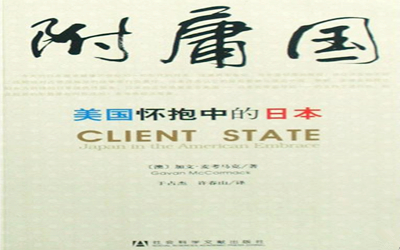 附庸国
美国怀抱中的日本
CLIENT STATE
Japan in the American Embrace
（澳）加文·麦考马克/著
Gavan McCormack
于占杰 许春山/译
社会科学文献出版社